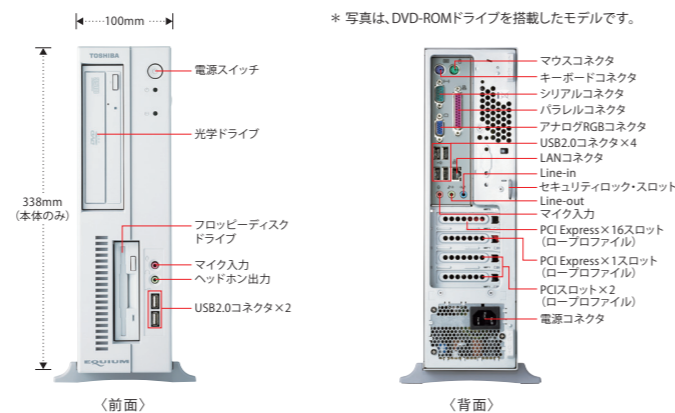 100mm
＊ 写真は、DVD-ROMドライブを搭載したモデルです。
TOSHIBA
電源スイッチ
光学ドライブ
338mm
（本体のみ）
フロッピーディスク
ドライブ
マイク入力
ヘッドホン出力
USB2.0コネクタ×2
EQUIUM
〈前面〉
マウスコネクタ
キーボードコネクタ
シリアルコネクタ
パラレルコネクタ
アナログRGBコネクタ
USB2.0コネクタ×4
LANコネクタ
Line-in
セキュリティロック・スロット
Line-out
マイク入力
PCI Express×16スロット
（ロープロファイル）
PCI Express×1スロット
（ロープロファイル）
PCIスロット×2
（ロープロファイル）
電源コネクタ
〈背面〉